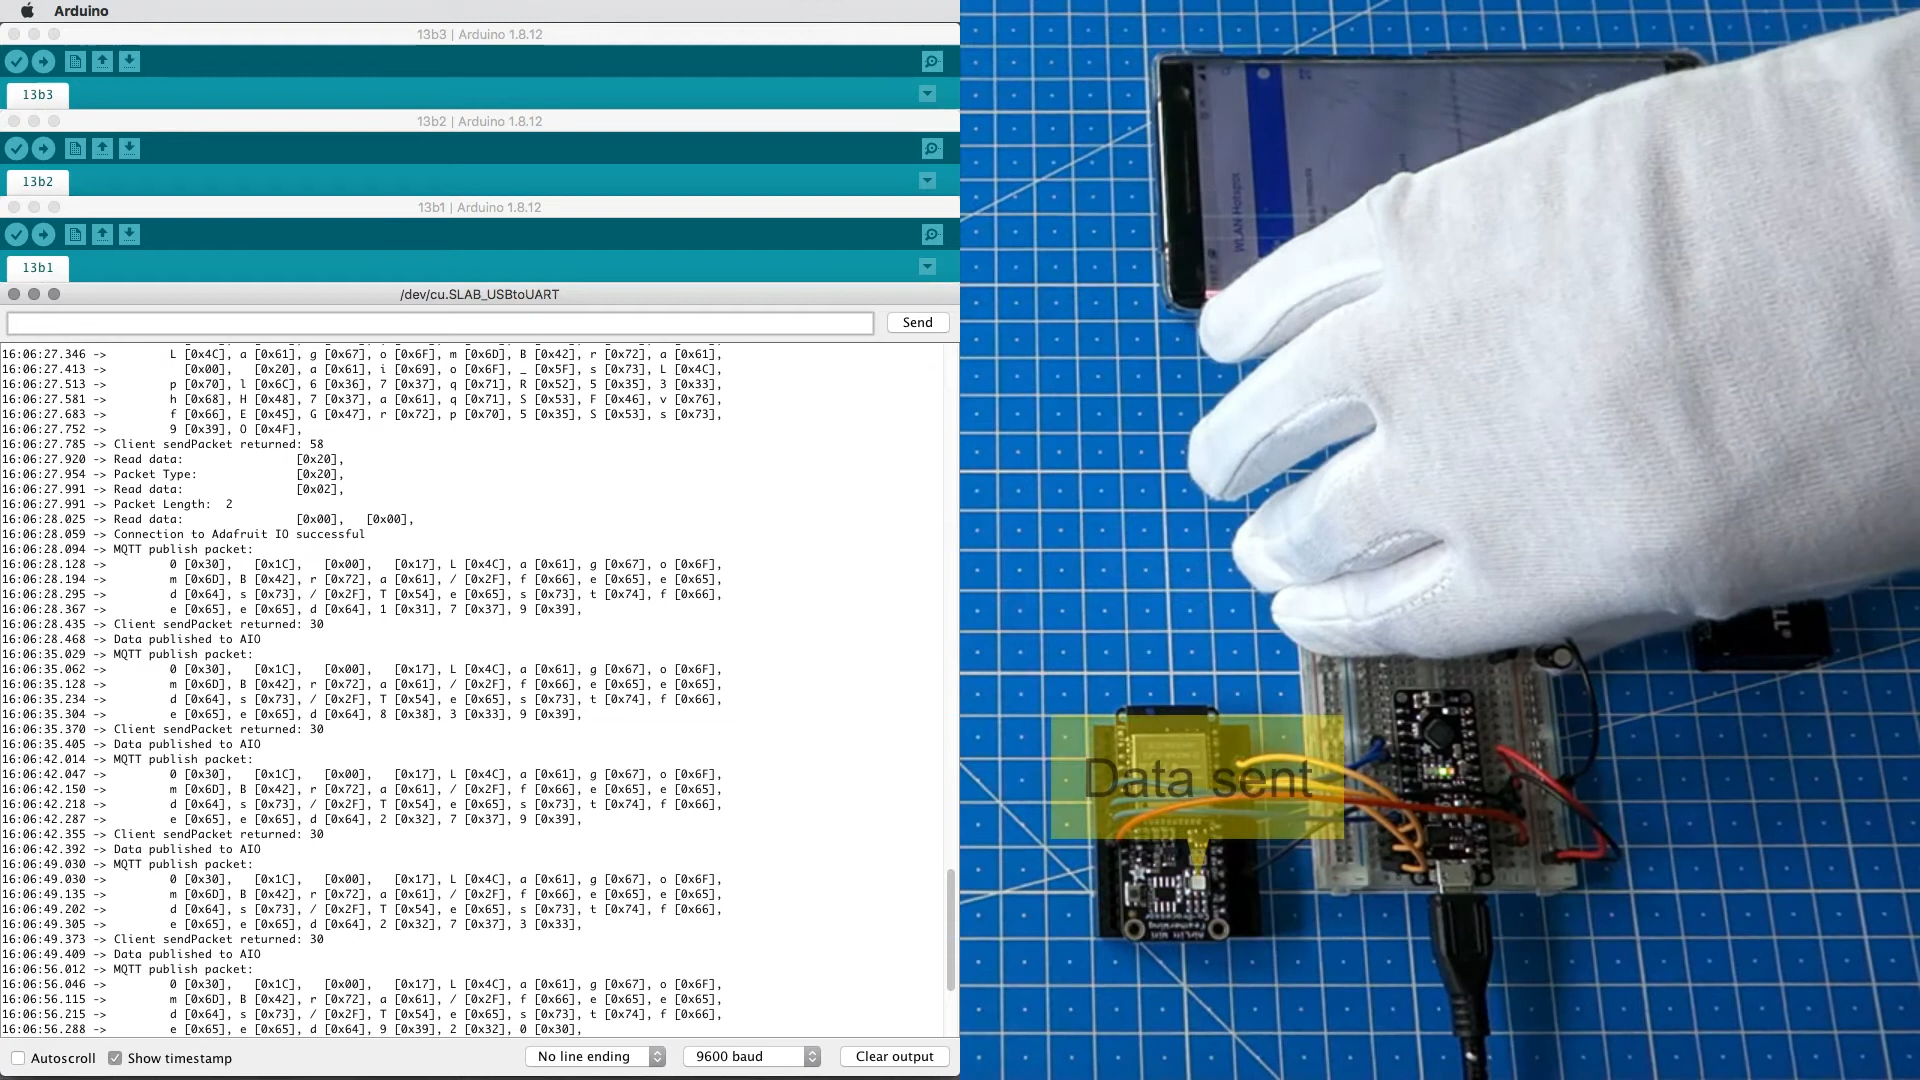 Arduino
13b3 | Arduino 1.8.12
13b3
13b2 | Arduino 1.8.12
13b2
13b1 | Arduino 1.8.12
13b1
/dev/cu.SLAB_USBtoUART
Send
16:06:27.346 -> L [0x4C], a [0x61], g [0x67], o [0x6F], m [0x6D], B [0x42], r [0x72], a [0x61],
16:06:27.413 -> [0x00], [0x20], a [0x61], i [0x69], o [0x6F], _ [0x5F], s [0x73], L [0x4C],
16:06:27.513 -> p [0x70], l [0x6C], 6 [0x36], 7 [0x37], q [0x71], R [0x52], 5 [0x35], 3 [0x33],
16:06:27.581 -> h [0x68], H [0x48], 7 [0x37], a [0x61], q [0x71], S [0x53], F [0x46], v [0x76],
16:06:27.683 -> f [0x66], E [0x45], G [0x47], r [0x72], p [0x70], 5 [0x35], S [0x53], s [0x73],
16:06:27.752 -> 9 [0x39], O [0x4F],
16:06:27.785 -> Client sendPacket returned: 58
16:06:27.920 -> Read data: [0x20],
16:06:27.954 -> Packet Type: [0x20],
16:06:27.991 -> Read data: [0x02],
16:06:27.991 -> Packet Length: 2
16:06:28.025 -> Read data: [0x00], [0x00],
16:06:28.059 -> Connection to Adafruit IO successful
16:06:28.094 -> MQTT publish packet:
16:06:28.128 -> 0 [0x30], [0x1C], [0x00], [0x17], L [0x4C], a [0x61], g [0x67], o [0x6F],
16:06:28.194 -> m [0x6D], B [0x42], r [0x72], a [0x61], / [0x2F], f [0x66], e [0x65], e [0x65],
16:06:28.295 -> d [0x64], s [0x73], / [0x2F], T [0x54], e [0x65], s [0x73], t [0x74], f [0x66],
16:06:28.367 -> e [0x65], e [0x65], d [0x64], 1 [0x31], 7 [0x37], 9 [0x39],
16:06:28.435 -> Client sendPacket returned: 30
16:06:28.468 -> Data published to AIO
16:06:35.029 -> MQTT publish packet:
16:06:35.062 -> 0 [0x30], [0x1C], [0x00], [0x17], L [0x4C], a [0x61], g [0x67], o [0x6F],
16:06:35.128 -> m [0x6D], B [0x42], r [0x72], a [0x61], / [0x2F], f [0x66], e [0x65], e [0x65],
16:06:35.234 -> d [0x64], s [0x73], / [0x2F], T [0x54], e [0x65], s [0x73], t [0x74], f [0x66],
16:06:35.304 -> e [0x65], e [0x65], d [0x64], 8 [0x38], 3 [0x33], 9 [0x39],
16:06:35.370 -> Client sendPacket returned: 30
16:06:35.405 -> Data published to AIO
16:06:42.014 -> MQTT publish packet:
16:06:42.047 -> 0 [0x30], [0x1C], [0x00], [0x17], L [0x4C], a [0x61], g [0x67], o [0x6F],
16:06:42.150 -> m [0x6D], B [0x42], r [0x72], a [0x61], / [0x2F], f [0x66], e [0x65], e [0x65],
16:06:42.218 -> d [0x64], s [0x73], / [0x2F], T [0x54], e [0x65], s [0x73], t [0x74], f [0x66],
16:06:42.287 -> e [0x65], e [0x65], d [0x64], 2 [0x32], 7 [0x37], 9 [0x39],
16:06:42.355 -> Client sendPacket returned: 30
16:06:42.392 -> Data published to AIO
16:06:49.030 -> MQTT publish packet:
16:06:49.030 -> 0 [0x30], [0x1C], [0x00], [0x17], L [0x4C], a [0x61], g [0x67], o [0x6F],
16:06:49.135 -> m [0x6D], B [0x42], r [0x72], a [0x61], / [0x2F], f [0x66], e [0x65], e [0x65],
16:06:49.202 -> d [0x64], s [0x73], / [0x2F], T [0x54], e [0x65], s [0x73], t [0x74], f [0x66],
16:06:49.305 -> e [0x65], e [0x65], d [0x64], 2 [0x32], 7 [0x37], 3 [0x33],
16:06:49.373 -> Client sendPacket returned: 30
16:06:49.409 -> Data published to AIO
16:06:56.012 -> MQTT publish packet:
16:06:56.046 -> 0 [0x30], [0x1C], [0x00], [0x17], L [0x4C], a [0x61], g [0x67], o [0x6F],
16:06:56.115 -> m [0x6D], B [0x42], r [0x72], a [0x61], / [0x2F], f [0x66], e [0x65], e [0x65],
16:06:56.215 -> d [0x64], s [0x73], / [0x2F], T [0x54], e [0x65], s [0x73], t [0x74], f [0x66],
16:06:56.288 -> e [0x65], e [0x65], d [0x64], 9 [0x39], 2 [0x32], 0 [0x30],
Autoscroll
Show timestamp
No line ending
9600 baud
Clear output
WLAN Hotspot
Data sent